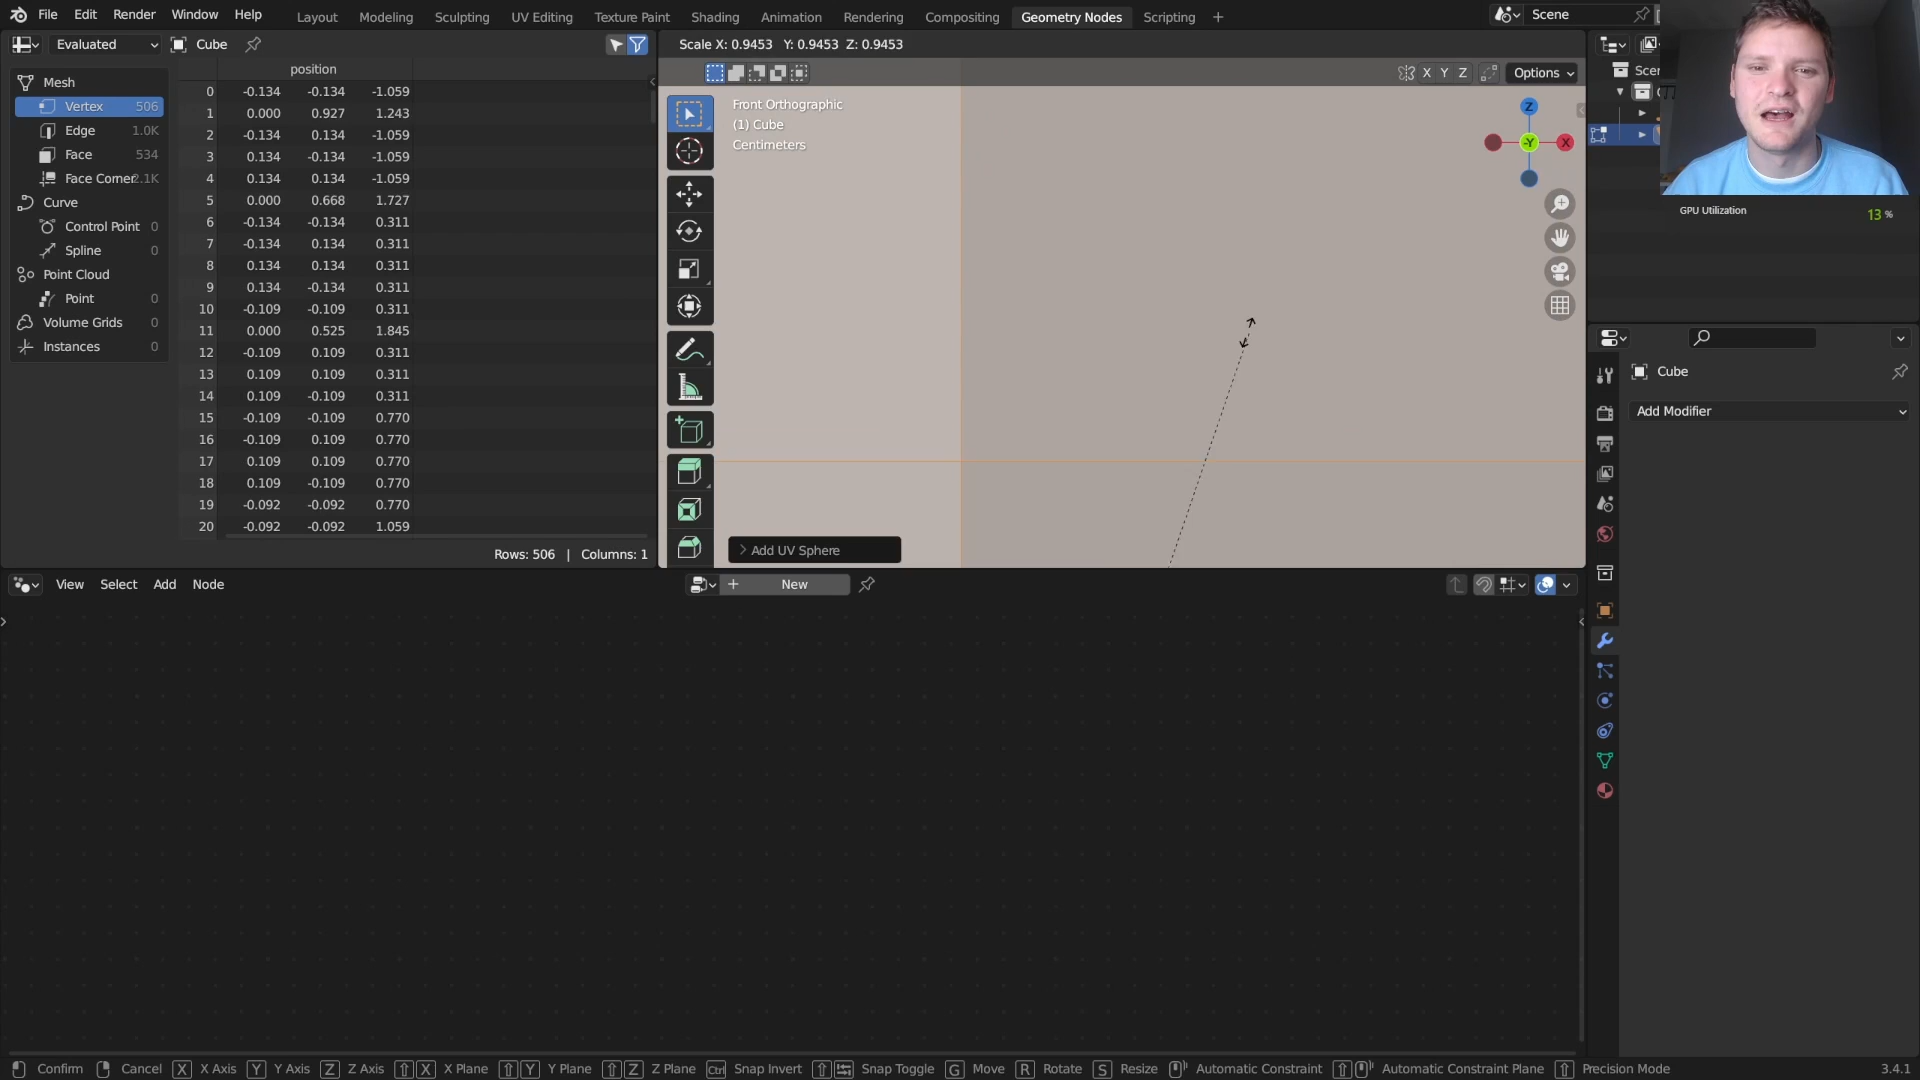 File Edit Render Window Help Layout Modeling Sculpting UV Editing Texture Paint Shading Animation Rendering Compositing Geometry Nodes Scripting + Scene
Evaluated Cube
Scale X: 0.9453 Y: 0.9453 Z: 0.9453
X Y Z Options
Mesh
Vertex 506
Edge 1.0K
Face 534
Face Corner 2.1K
Curve
Control Point 0
Spline 0
Point Cloud
Point 0
Volume Grids 0
Instances 0
position
0 -0.134 -0.134 -1.059
1 0.000 0.927 1.243
2 -0.134 0.134 -1.059
3 0.134 -0.134 -1.059
4 0.134 0.134 -1.059
5 0.000 0.668 1.727
6 -0.134 -0.134 0.311
7 -0.134 0.134 0.311
8 0.134 0.134 0.311
9 0.134 -0.134 0.311
10 -0.109 -0.109 0.311
11 0.000 0.525 1.845
12 -0.109 0.109 0.311
13 0.109 0.109 0.311
14 0.109 -0.109 0.311
15 -0.109 -0.109 0.770
16 -0.109 0.109 0.770
17 0.109 0.109 0.770
18 0.109 -0.109 0.770
19 -0.092 -0.092 0.770
20 -0.092 -0.092 1.059
Rows: 506 | Columns: 1
Front Orthographic
(1) Cube
Centimeters
Z
-Y X
Add UV Sphere
GPU Utilization 13 %
Cube
Add Modifier
View Select Add Node
+ New
Confirm Cancel X X Axis Y Y Axis Z Z Axis X X Plane Y Y Plane Z Z Plane Ctrl Snap Invert Snap Toggle G Move R Rotate S Resize Automatic Constraint Automatic Constraint Plane Precision Mode 3.4.1